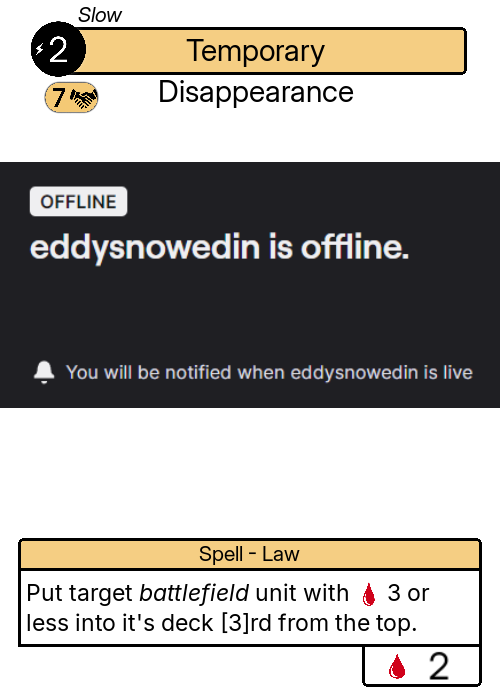 Slow
2
Temporary
Disappearance
7
OFFLINE
eddysnowedin is offline.
You will be notified when eddysnowedin is live
Spell - Law
Put target battlefield unit with 3 or
less into it's deck [3]rd from the top.
2